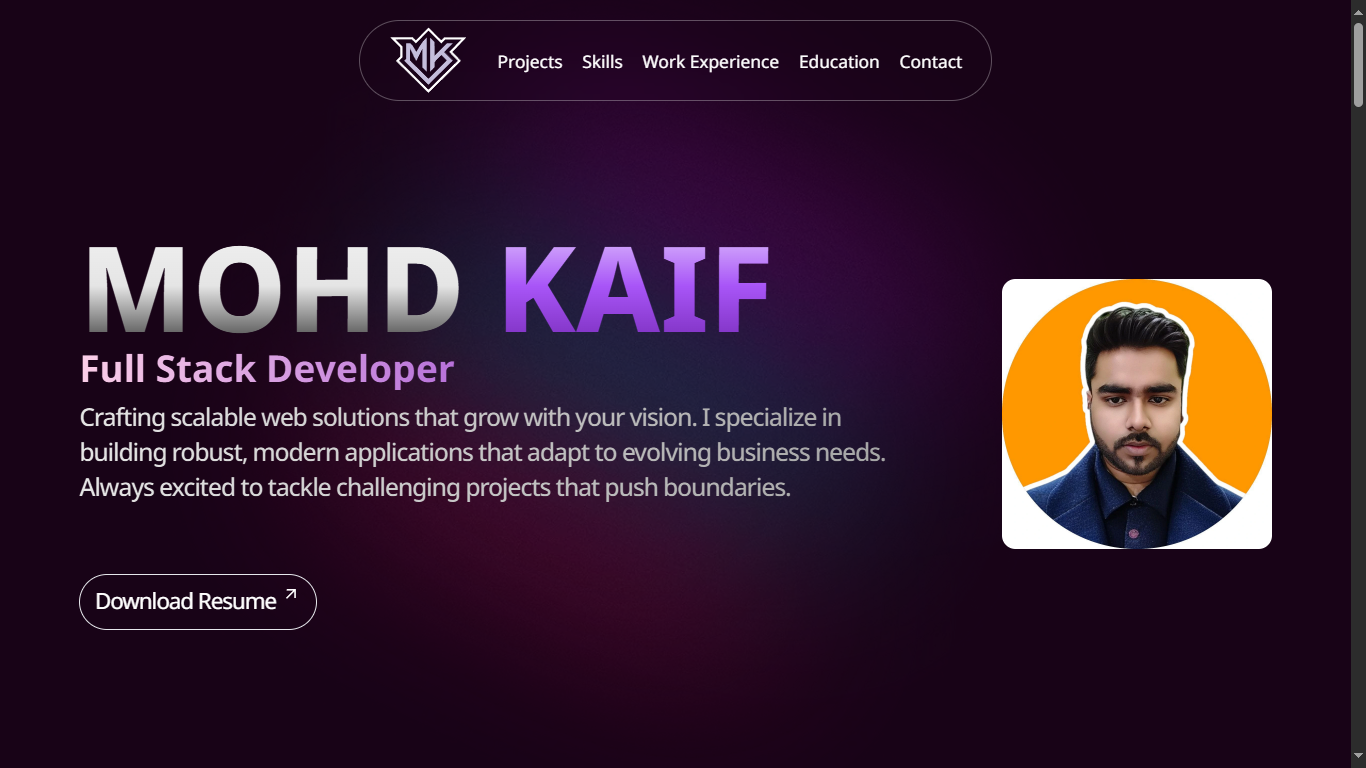 MK
Projects Skills Work Experience Education Contact
MOHD KAIF
Full Stack Developer
Crafting scalable web solutions that grow with your vision. I specialize in
building robust, modern applications that adapt to evolving business needs.
Always excited to tackle challenging projects that push boundaries.
Download Resume